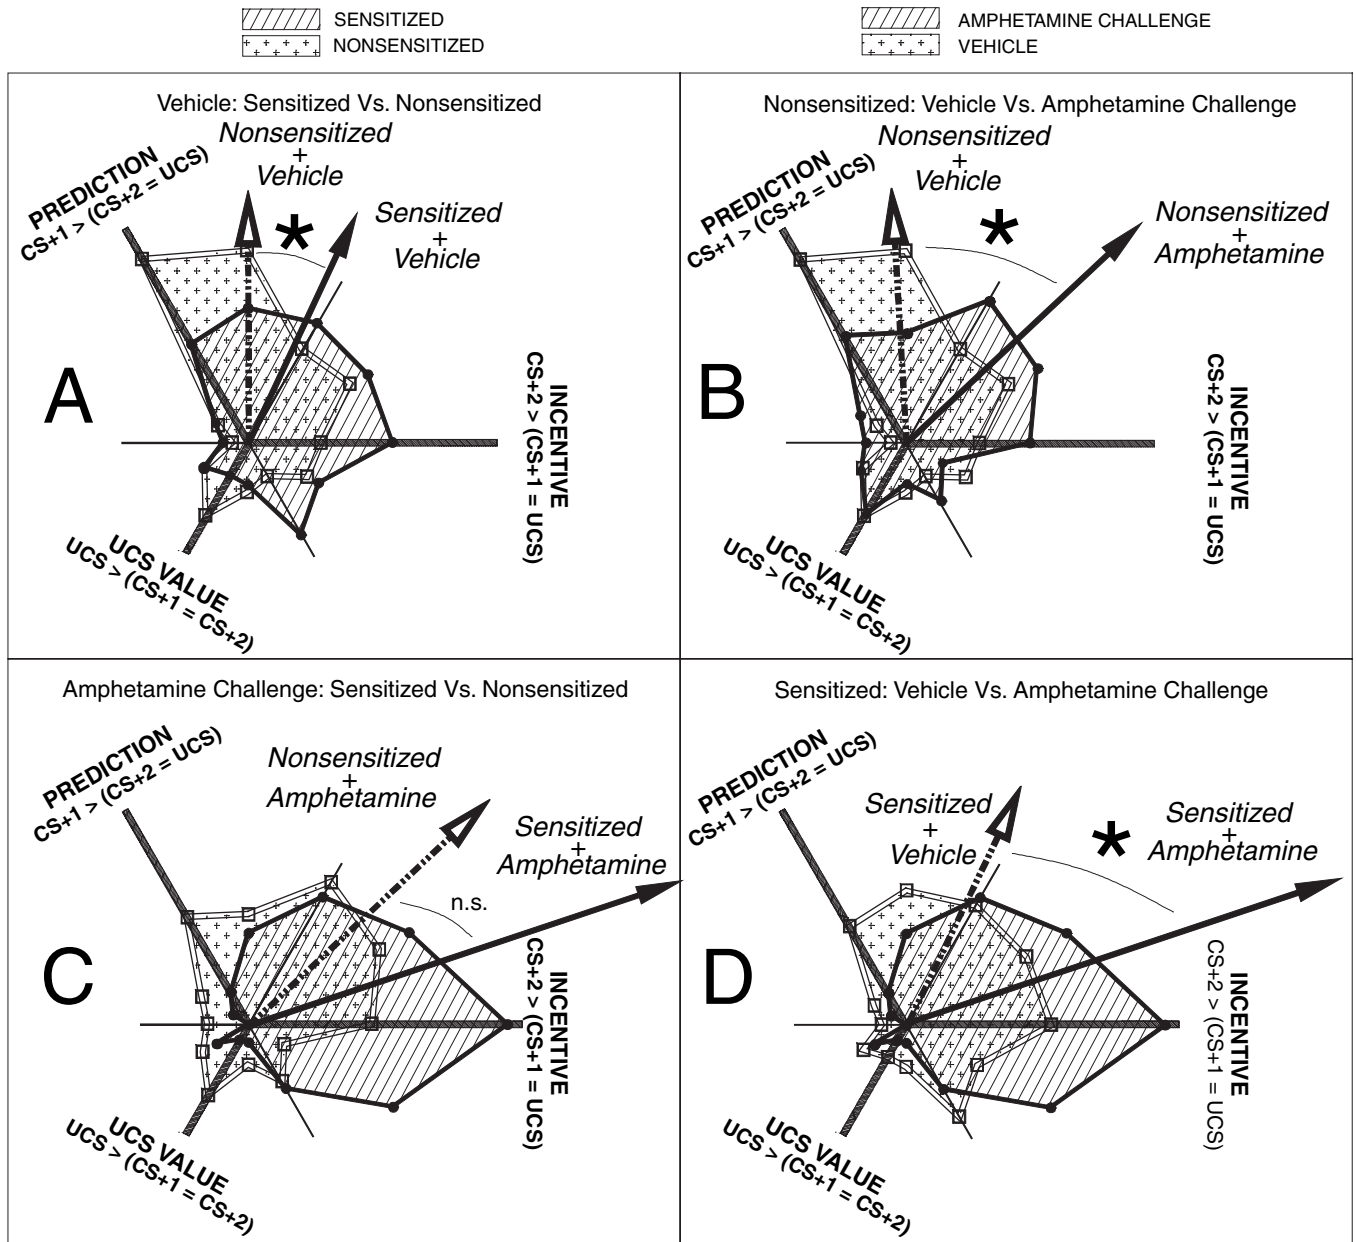 SENSITIZED
NONSENSITIZED
AMPHETAMINE CHALLENGE
VEHICLE
Vehicle: Sensitized Vs. Nonsensitized
Nonsensitized
+
Vehicle
Sensitized
+
Vehicle
*
PREDICTION
CS+1 > (CS+2 = UCS)
A
INCENTIVE
CS+2 > (CS+1 = UCS)
UCS VALUE
UCS > (CS+1 = CS+2)
Nonsensitized: Vehicle Vs. Amphetamine Challenge
Nonsensitized
+
Vehicle
*
Nonsensitized
+
Amphetamine
PREDICTION
CS+1 > (CS+2 = UCS)
B
INCENTIVE
CS+2 > (CS+1 = UCS)
UCS VALUE
UCS > (CS+1 = CS+2)
Amphetamine Challenge: Sensitized Vs. Nonsensitized
PREDICTION
CS+1 > (CS+2 = UCS)
Nonsensitized
+
Amphetamine
Sensitized
+
Amphetamine
n.s.
C
INCENTIVE
CS+2 > (CS+1 = UCS)
UCS VALUE
UCS > (CS+1 = CS+2)
Sensitized: Vehicle Vs. Amphetamine Challenge
PREDICTION
CS+1 > (CS+2 = UCS)
Sensitized
+
Vehicle
*
Sensitized
+
Amphetamine
D
INCENTIVE
CS+2 > (CS+1 = UCS)
UCS VALUE
UCS > (CS+1 = CS+2)